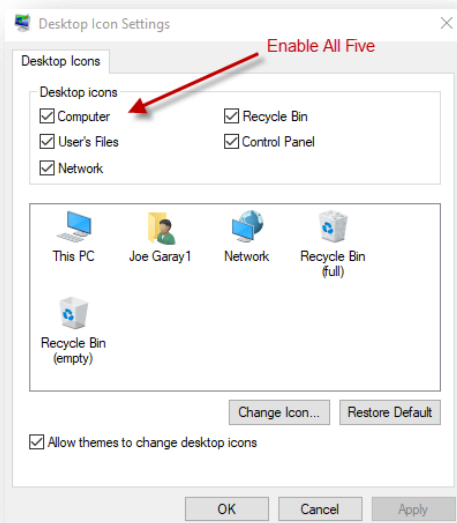 Desktop Icon Settings
Enable All Five
Desktop Icons
Desktop icons
Computer
Recycle Bin
User's Files
Control Panel
Network
This PC
Joe Garay1
Network
Recycle Bin
(full)
Recycle Bin
(empty)
Change Icon...
Restore Default
Allow themes to change desktop icons
OK
Cancel
Apply